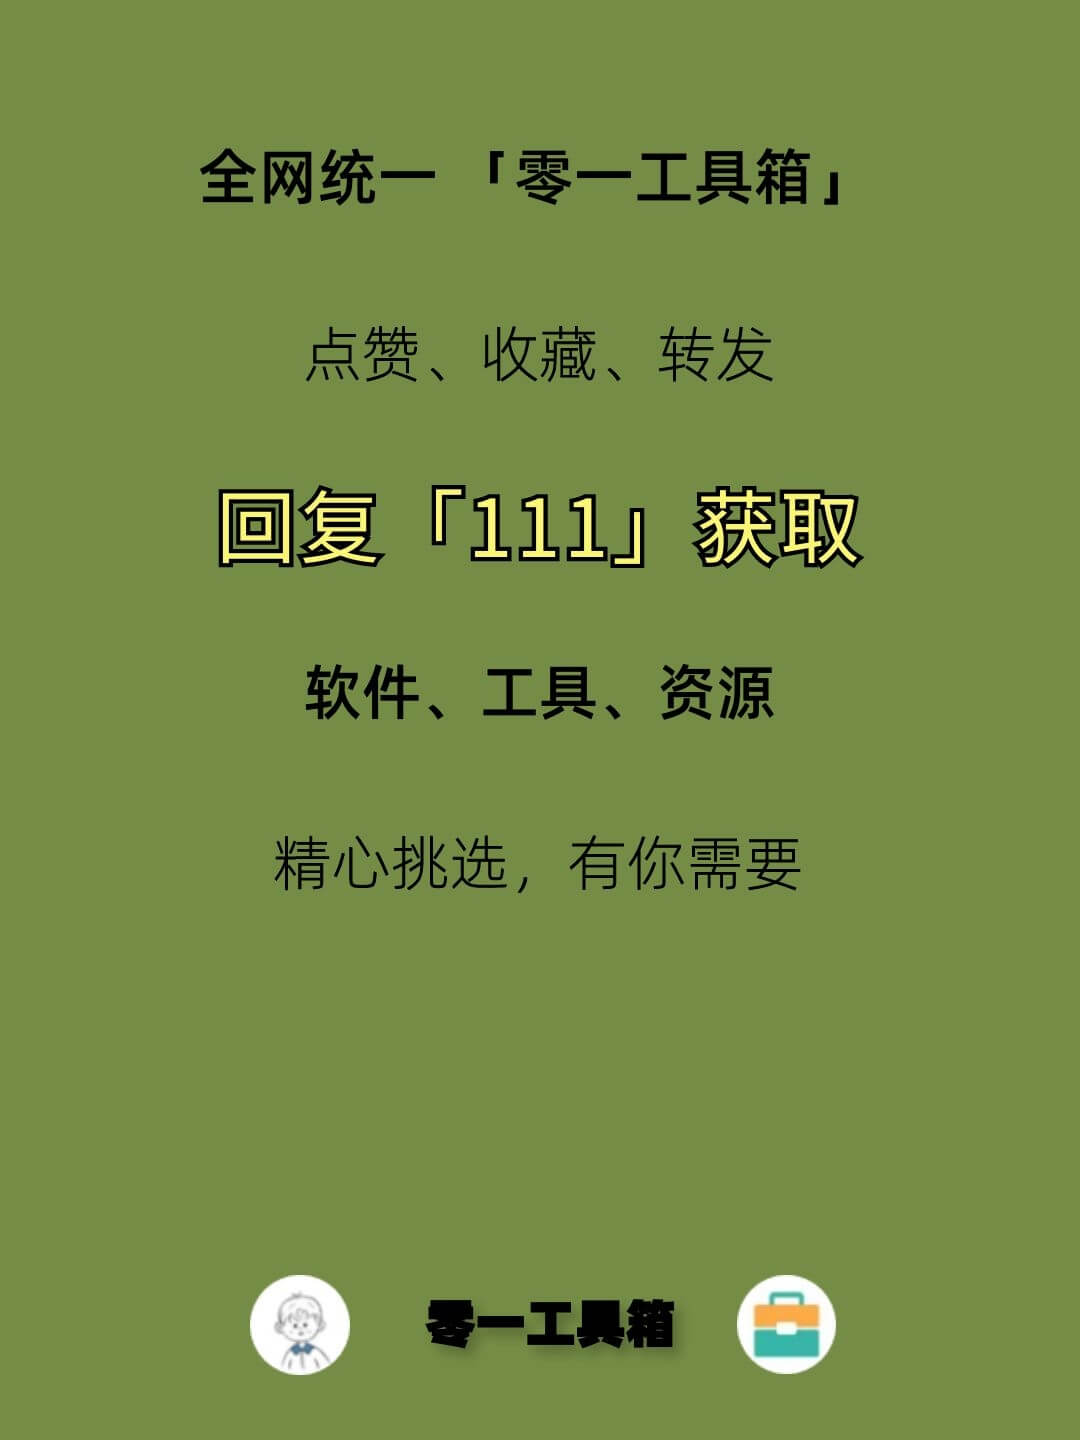 全网统一「零一工具箱」
点赞、收藏、转发
回复「111」获取
软件、工具、资源
精心挑选，有你需要
零一工具箱